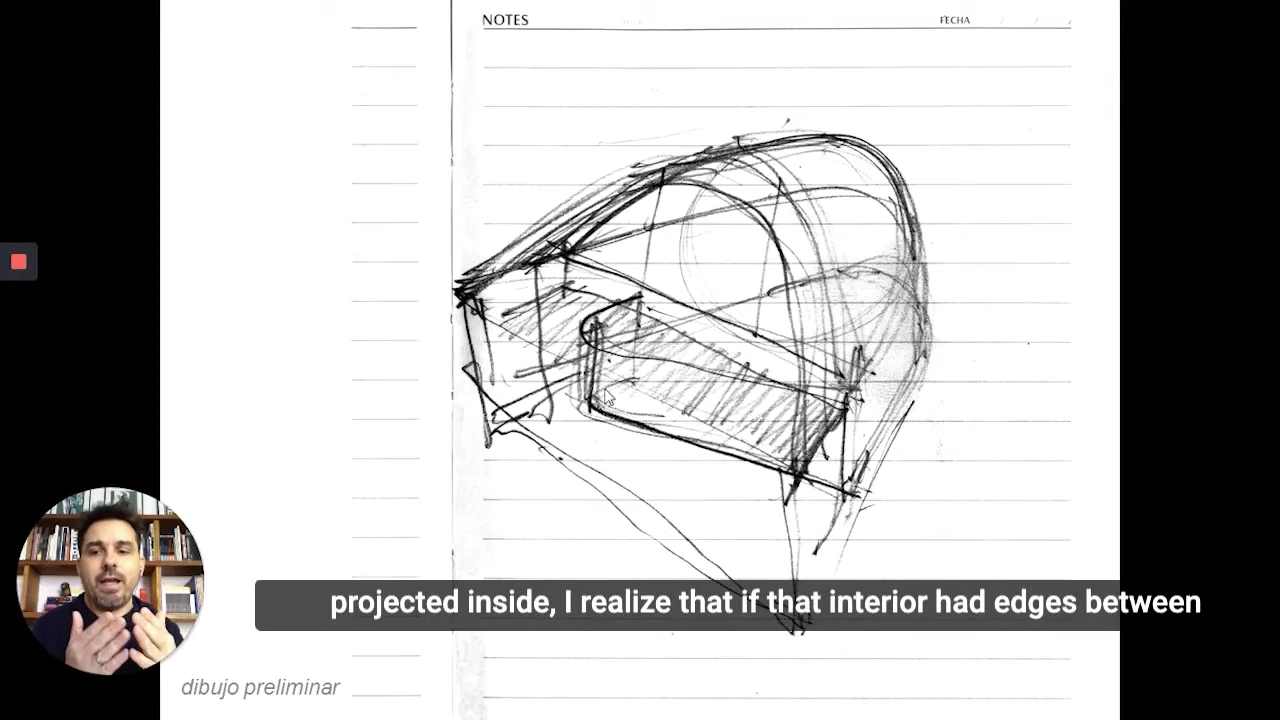 NOTES
FECHA / / /
projected inside, I realize that if that interior had edges between
dibujo preliminar